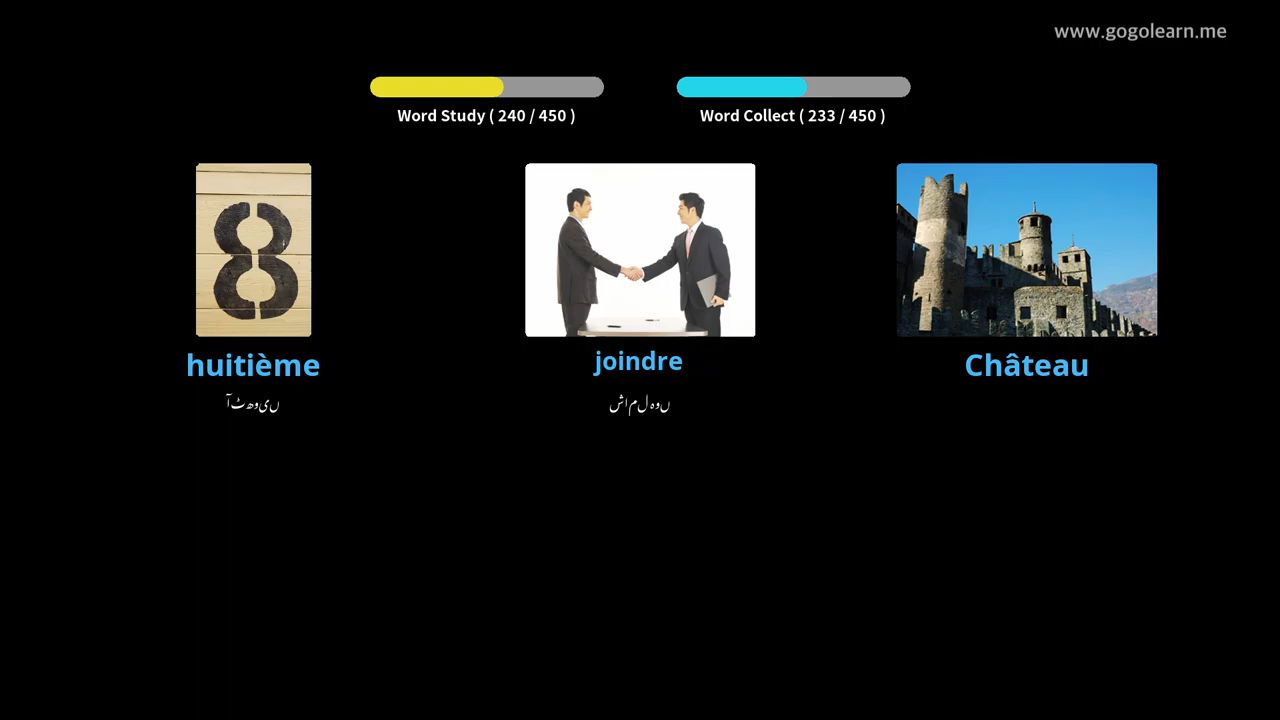 www.gogolearn.me
Word Study ( 240 / 450 )
Word Collect ( 233 / 450 )
huitième
joindre
Château
آٹھویں
شامل ہوں